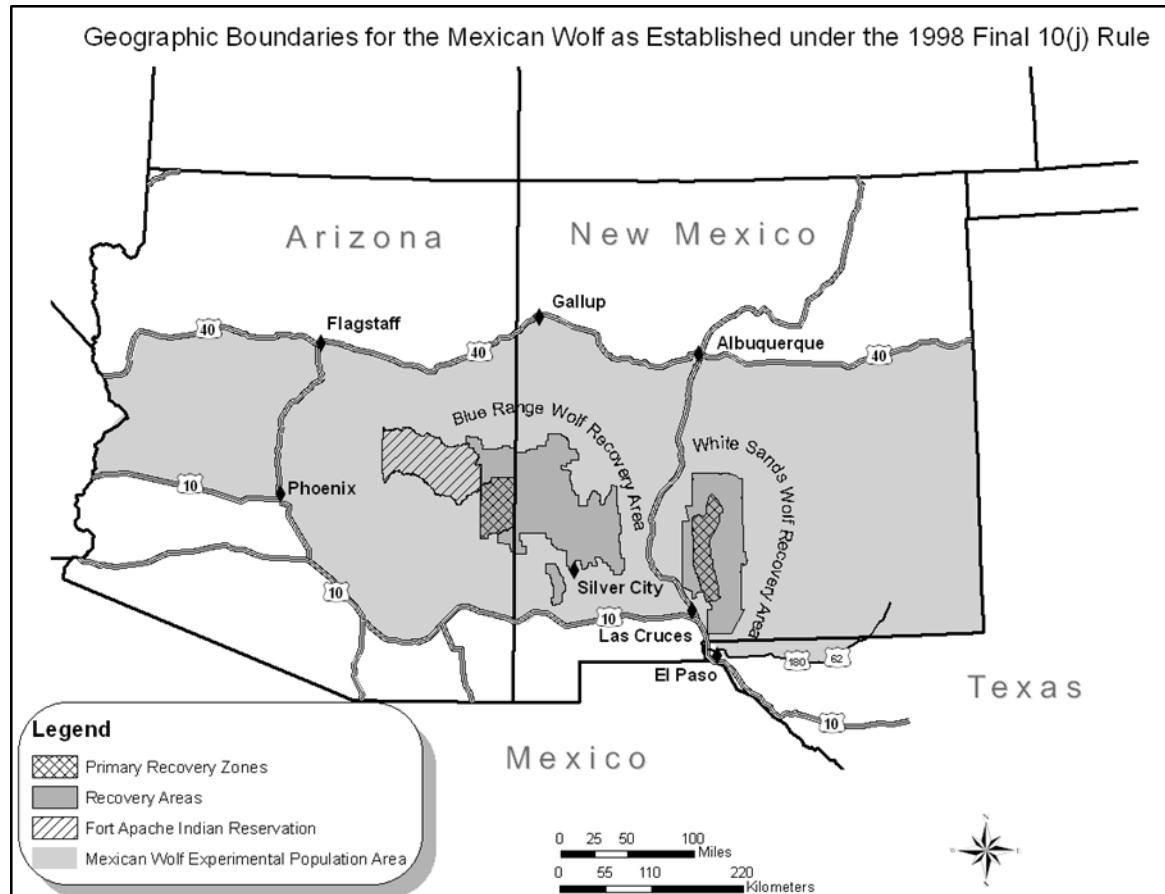 Geographic Boundaries for the Mexican Wolf as Established under the 1998 Final 10(j) Rule
Arizona
New Mexico
Gallup
40
Flagstaff
40
Albuquerque
40
Blue Range Wolf Recovery Area
White Sands Wolf Recovery Area
10
Phoenix
Silver City
10
10
Las Cruces
180
62
El Paso
Texas
10
Mexico
Legend
Primary Recovery Zones
Recovery Areas
Fort Apache Indian Reservation
Mexican Wolf Experimental Population Area
0 25 50 100
Miles
0 55 110 220
Kilometers
N
W
E
S